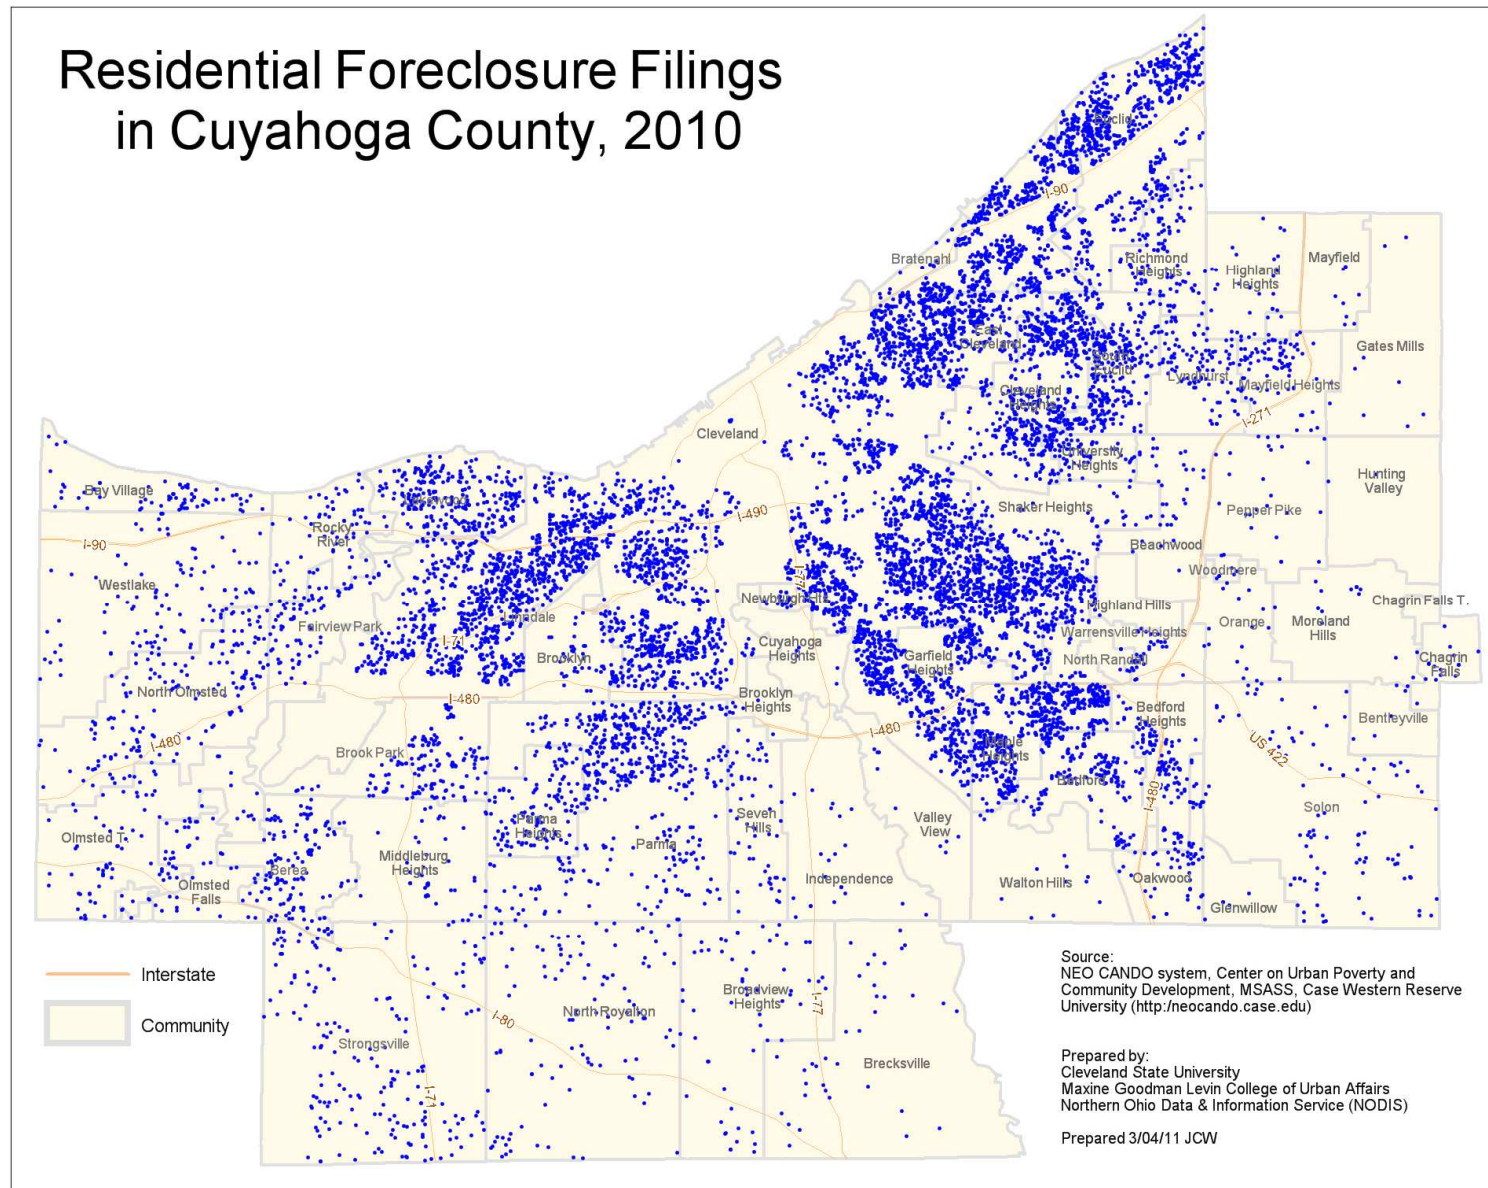 Residential Foreclosure Filings
in Cuyahoga County, 2010
Euclid
I-90
Bratenahl
Richmond
Heights
Highland
Heights
Mayfield
East
Cleveland
South
Euclid
Gates Mills
Lyndhurst
Mayfield Heights
Cleveland
Heights
I-271
Cleveland
University
Heights
Hunting
Valley
Bay Village
Lakewood
Rocky
River
I-90
I-490
Shaker Heights
Pepper Pike
Beachwood
Woodmere
Westlake
I-77
Newburgh Hts.
Highland Hills
Chagrin Falls T.
Linndale
Fairview Park
I-71
Cuyahoga
Heights
Warrensville Heights
Orange
Moreland
Hills
Brooklyn
Garfield
Heights
North Randall
Chagrin
Falls
North Olmsted
I-480
Brooklyn
Heights
Bedford
Heights
Bentleyville
I-480
I-480
US 422
Brook Park
Maple
Heights
Bedford
I-480
Solon
Olmsted T.
Parma
Heights
Seven
Hills
Valley
View
Parma
Middleburg
Heights
Berea
Olmsted
Falls
Independence
Walton Hills
Oakwood
Glenwillow
Interstate
Community
Broadview
Heights
I-77
North Royalton
I-80
Strongsville
Brecksville
I-71
Source:
NEO CANDO system, Center on Urban Poverty and
Community Development, MSASS, Case Western Reserve
University (http:/neocando.case.edu)
Prepared by:
Cleveland State University
Maxine Goodman Levin College of Urban Affairs
Northern Ohio Data & Information Service (NODIS)
Prepared 3/04/11 JCW